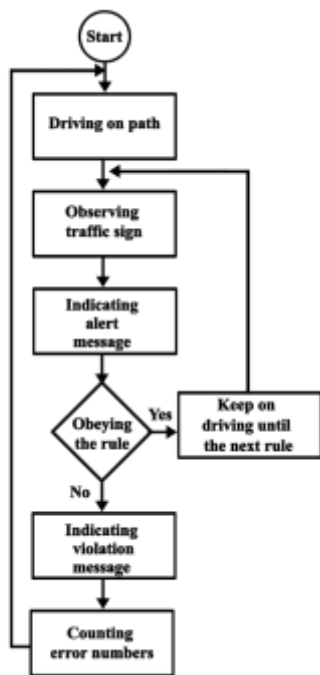 Start
Driving on path
Observing
traffic sign
Indicating
alert
message
Obeying
the rule
Yes
Keep on
driving until
the next rule
No
Indicating
violation
message
Counting
error numbers